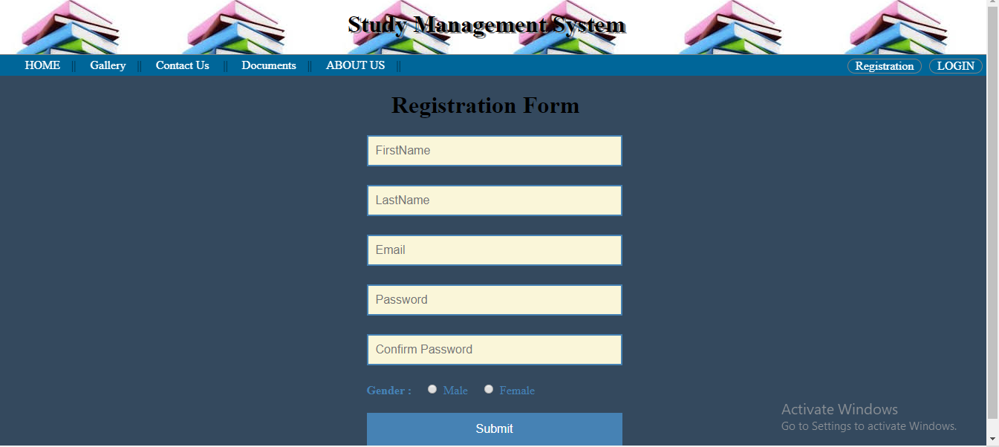 Study Management System
HOME || Gallery || Contact Us || Documents || ABOUT US || Registration LOGIN
Registration Form
FirstName
LastName
Email
Password
Confirm Password
Gender : Male Female
Submit
Activate Windows
Go to Settings to activate Windows.